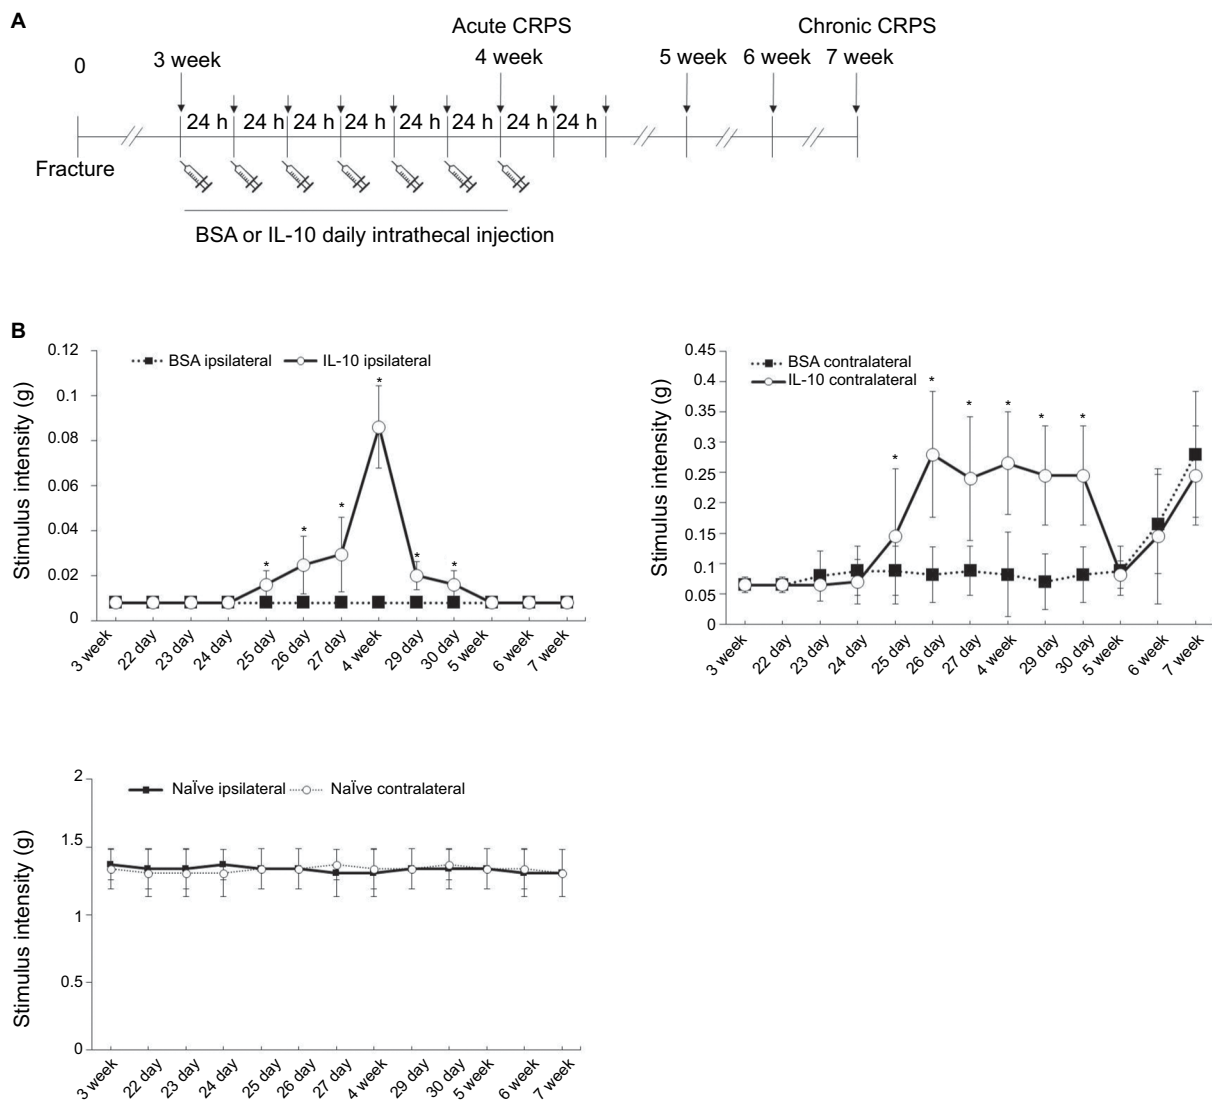 A
Acute CRPS
Chronic CRPS
0
3 week
4 week
5 week
6 week
7 week
24 h
24 h
24 h
24 h
24 h
24 h
24 h
24 h
Fracture
BSA or IL-10 daily intrathecal injection
B
0.12
0.1
0.08
0.06
0.04
0.02
0
Stimulus intensity (g)
BSA ipsilateral
IL-10 ipsilateral
*
*
*
*
*
*
3 week
22 day
23 day
24 day
25 day
26 day
27 day
4 week
29 day
30 day
5 week
6 week
7 week
0.45
0.4
0.35
0.3
0.25
0.2
0.15
0.1
0.05
0
Stimulus intensity (g)
BSA contralateral
IL-10 contralateral
*
*
*
*
*
*
3 week
22 day
23 day
24 day
25 day
26 day
27 day
4 week
29 day
30 day
5 week
6 week
7 week
2
1.5
1
0.5
0
Stimulus intensity (g)
NaÏve ipsilateral
NaÏve contralateral
3 week
22 day
23 day
24 day
25 day
26 day
27 day
4 week
29 day
30 day
5 week
6 week
7 week